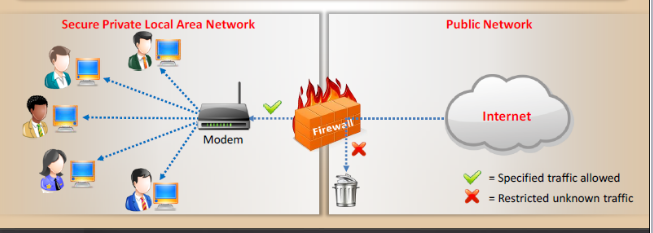 Secure Private Local Area Network
Public Network
Modem
Firewall
Internet
= Specified traffic allowed
= Restricted unknown traffic